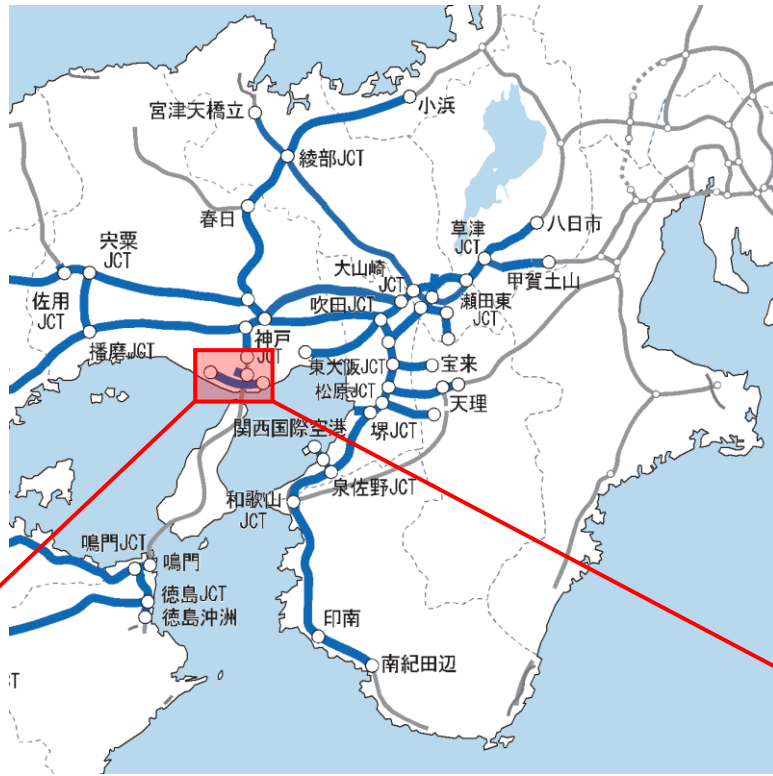 宮津天橋立
小浜
綾部JCT
春日
八日市
草津
JCT
宍粟
JCT
大山崎
JCT
甲賀土山
佐用
JCT
吹田JCT
瀬田東
JCT
播磨JCT
神戸
JCT
東大阪JCT
宝来
松原JCT
天理
関西国際空港
堺JCT
泉佐野JCT
和歌山
JCT
鳴門JCT
鳴門
徳島JCT
徳島沖洲
印南
南紀田辺
CT